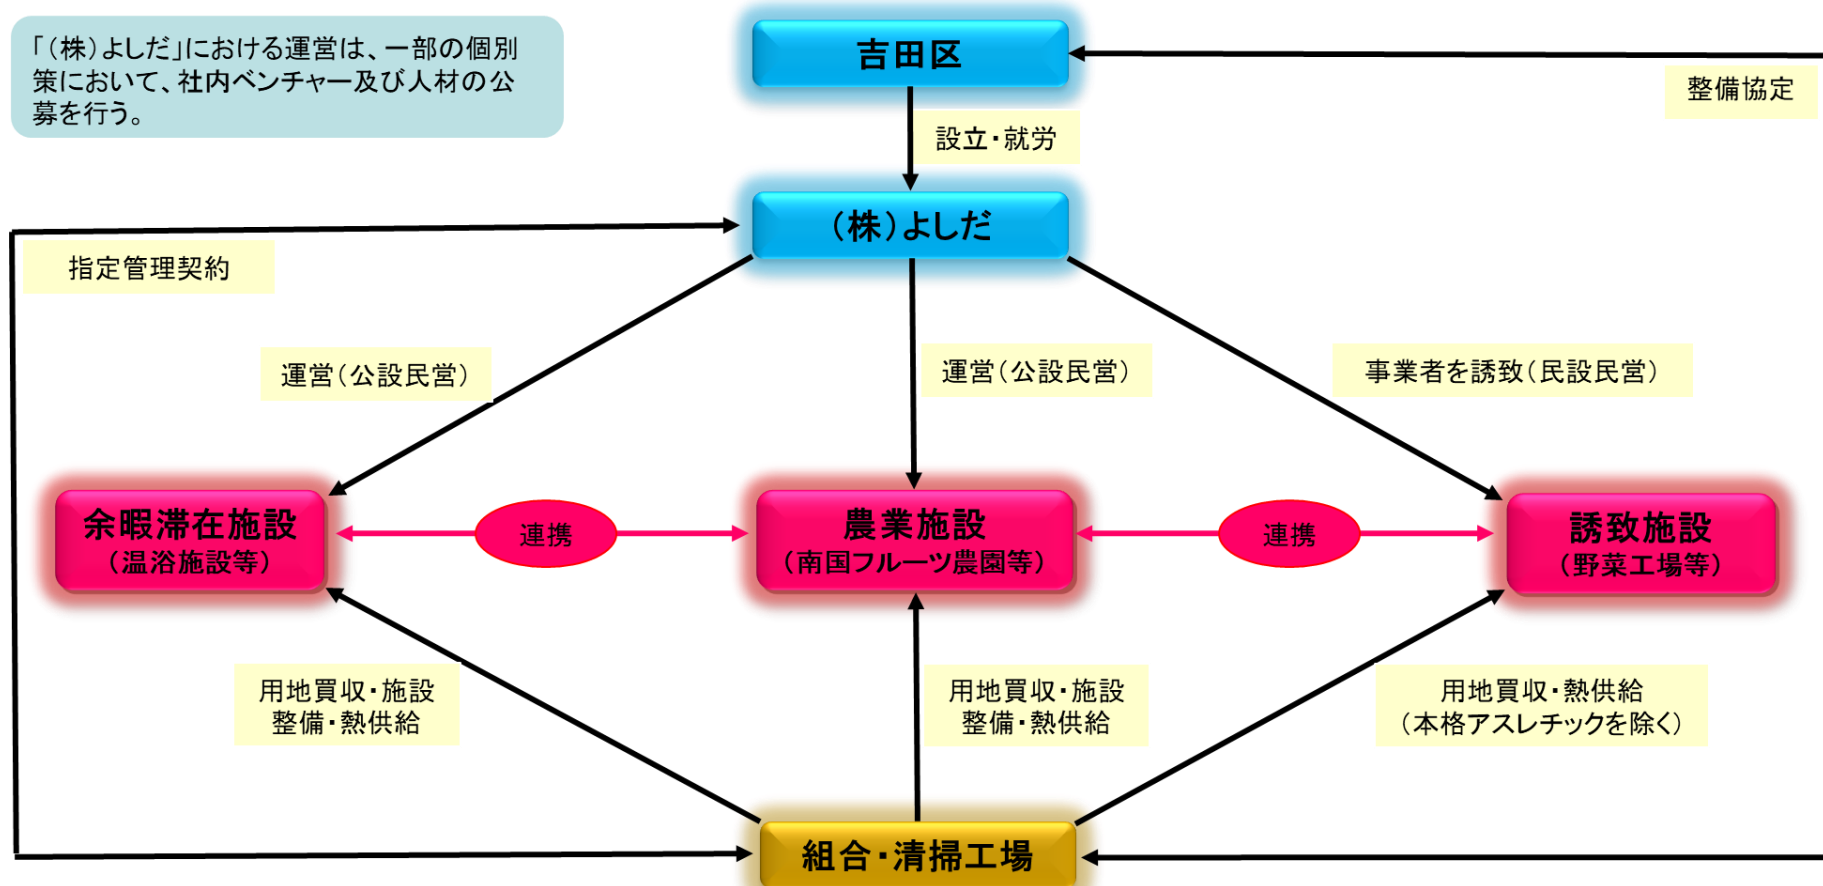 「(株)よしだ」における運営は、一部の個別
策において、社内ベンチャー及び人材の公
募を行う。
吉田区
整備協定
設立・就労
(株)よしだ
指定管理契約
運営(公設民営)
運営(公設民営)
事業者を誘致(民設民営)
余暇滞在施設
(温浴施設等)
連携
農業施設
(南国フルーツ農園等)
連携
誘致施設
(野菜工場等)
用地買収・施設
整備・熱供給
用地買収・施設
整備・熱供給
用地買収・熱供給
(本格アスレチックを除く)
組合・清掃工場